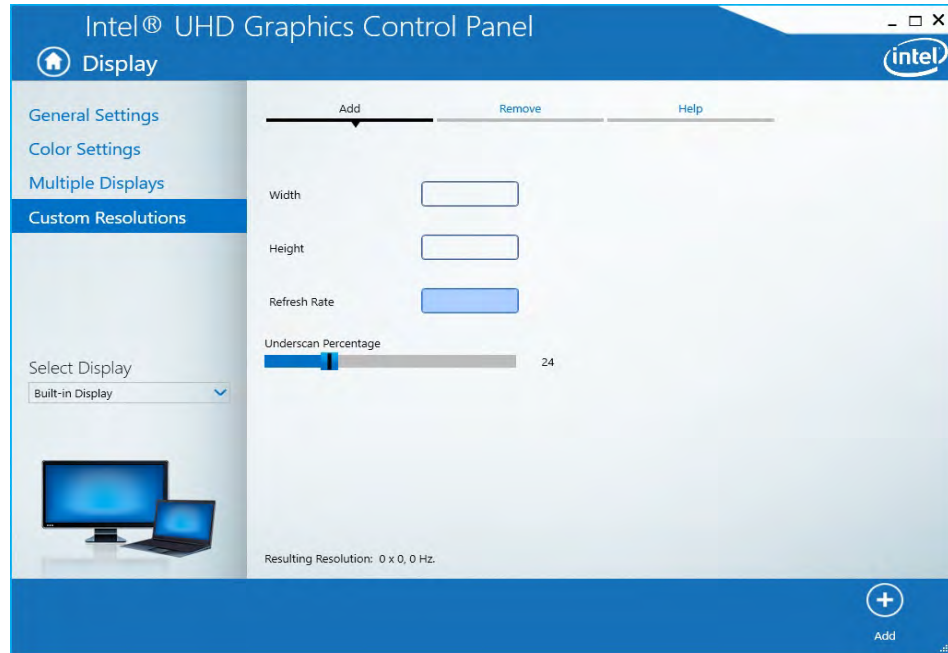 Intel® UHD Graphics Control Panel
Display
intel
General Settings
Color Settings
Multiple Displays
Custom Resolutions
Select Display
Built-in Display
Add
Remove
Help
Width
Height
Refresh Rate
Underscan Percentage
24
Resulting Resolution: 0 x 0, 0 Hz.
Add